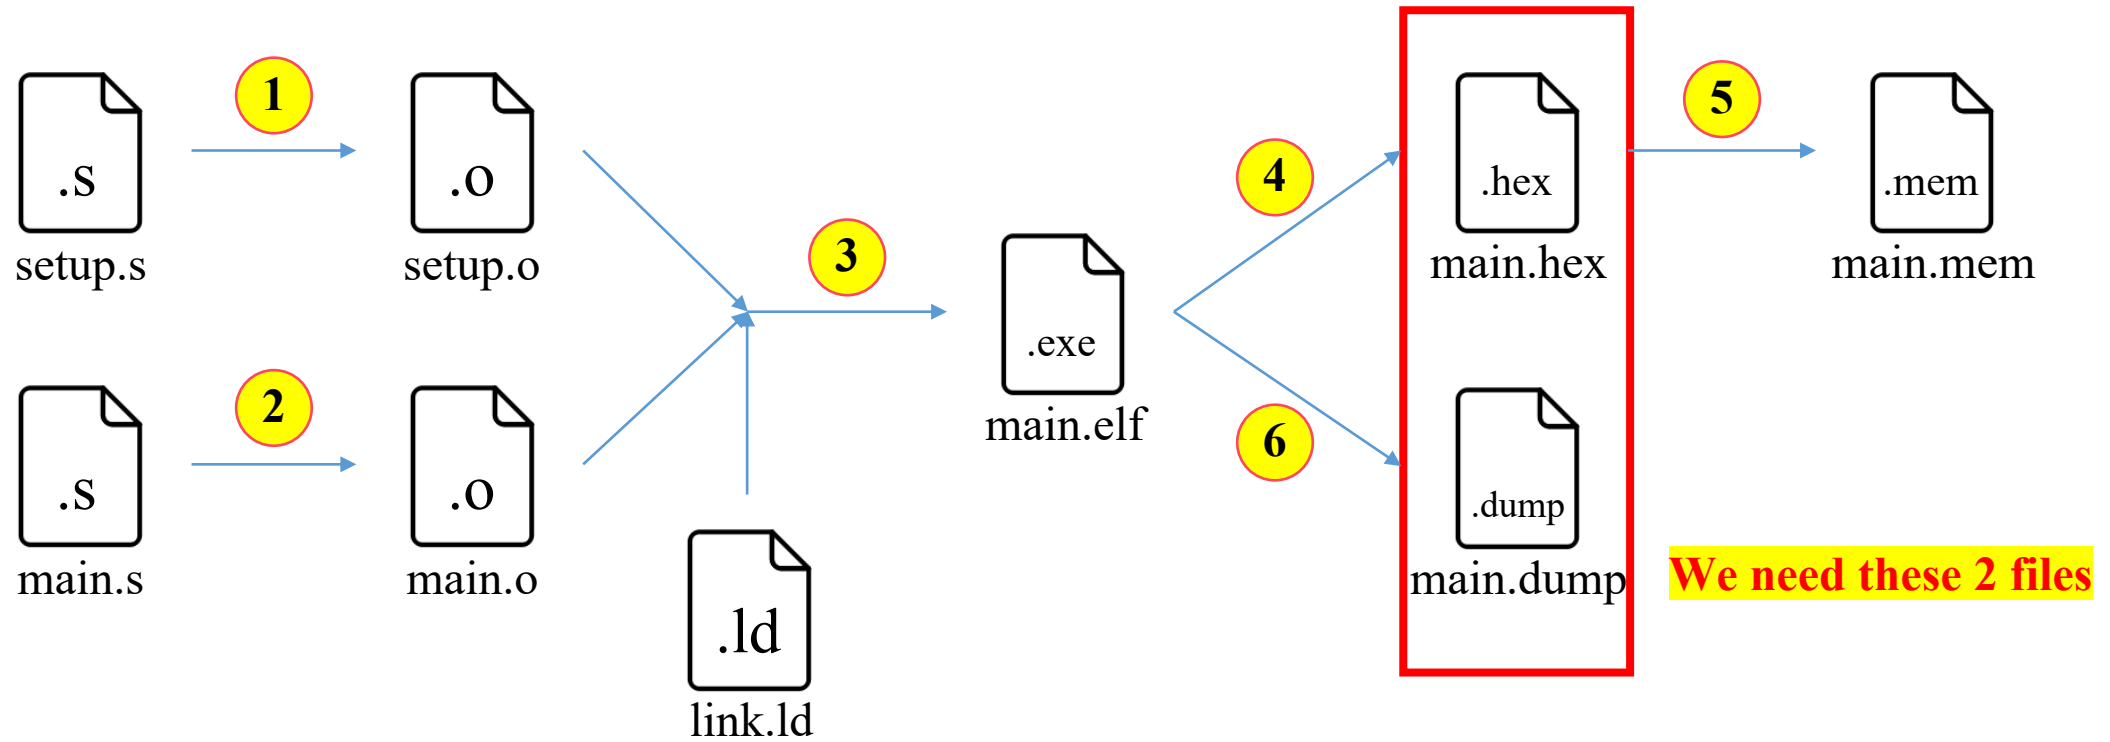 1
.s
setup.s
.o
setup.o
2
.s
main.s
.o
main.o
.ld
link.ld
3
.exe
main.elf
4
.hex
main.hex
5
.mem
main.mem
6
.dump
main.dump
We need these 2 files